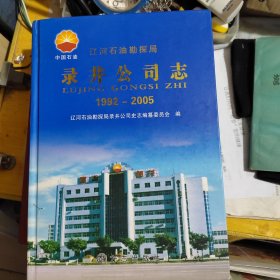 中国石油
辽河石油勘探局
录井公司志
LUJING GONGSI ZHI
1992-2005
辽河石油勘探局录井公司史志编纂委员会 编